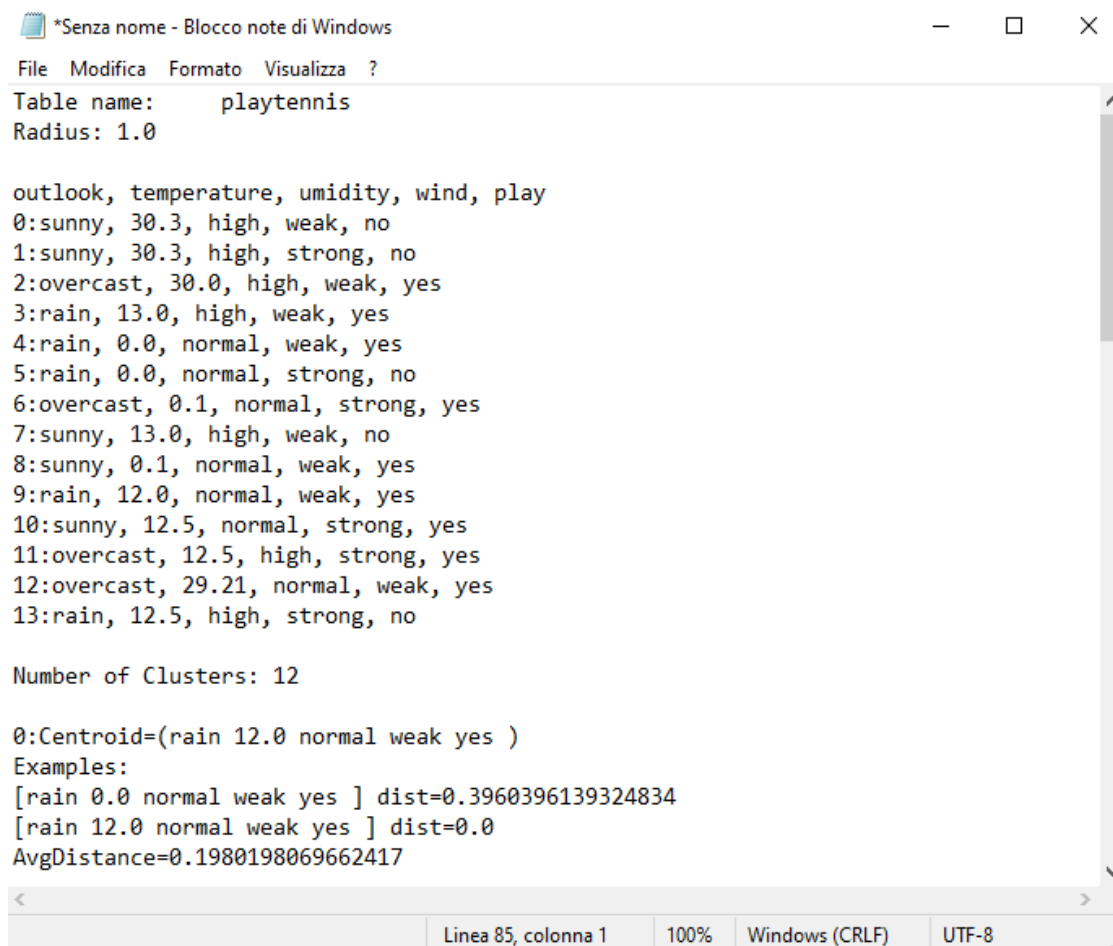 *Senza nome - Blocco note di Windows
File Modifica Formato Visualizza ?
Table name: playtennis
Radius: 1.0
outlook, temperature, umidity, wind, play
0:sunny, 30.3, high, weak, no
1:sunny, 30.3, high, strong, no
2:overcast, 30.0, high, weak, yes
3:rain, 13.0, high, weak, yes
4:rain, 0.0, normal, weak, yes
5:rain, 0.0, normal, strong, no
6:overcast, 0.1, normal, strong, yes
7:sunny, 13.0, high, weak, no
8:sunny, 0.1, normal, weak, yes
9:rain, 12.0, normal, weak, yes
10:sunny, 12.5, normal, strong, yes
11:overcast, 12.5, high, strong, yes
12:overcast, 29.21, normal, weak, yes
13:rain, 12.5, high, strong, no
Number of Clusters: 12
0:Centroid=(rain 12.0 normal weak yes )
Examples:
[rain 0.0 normal weak yes ] dist=0.3960396139324834
[rain 12.0 normal weak yes ] dist=0.0
AvgDistance=0.1980198069662417
Linea 85, colonna 1 100% Windows (CRLF) UTF-8